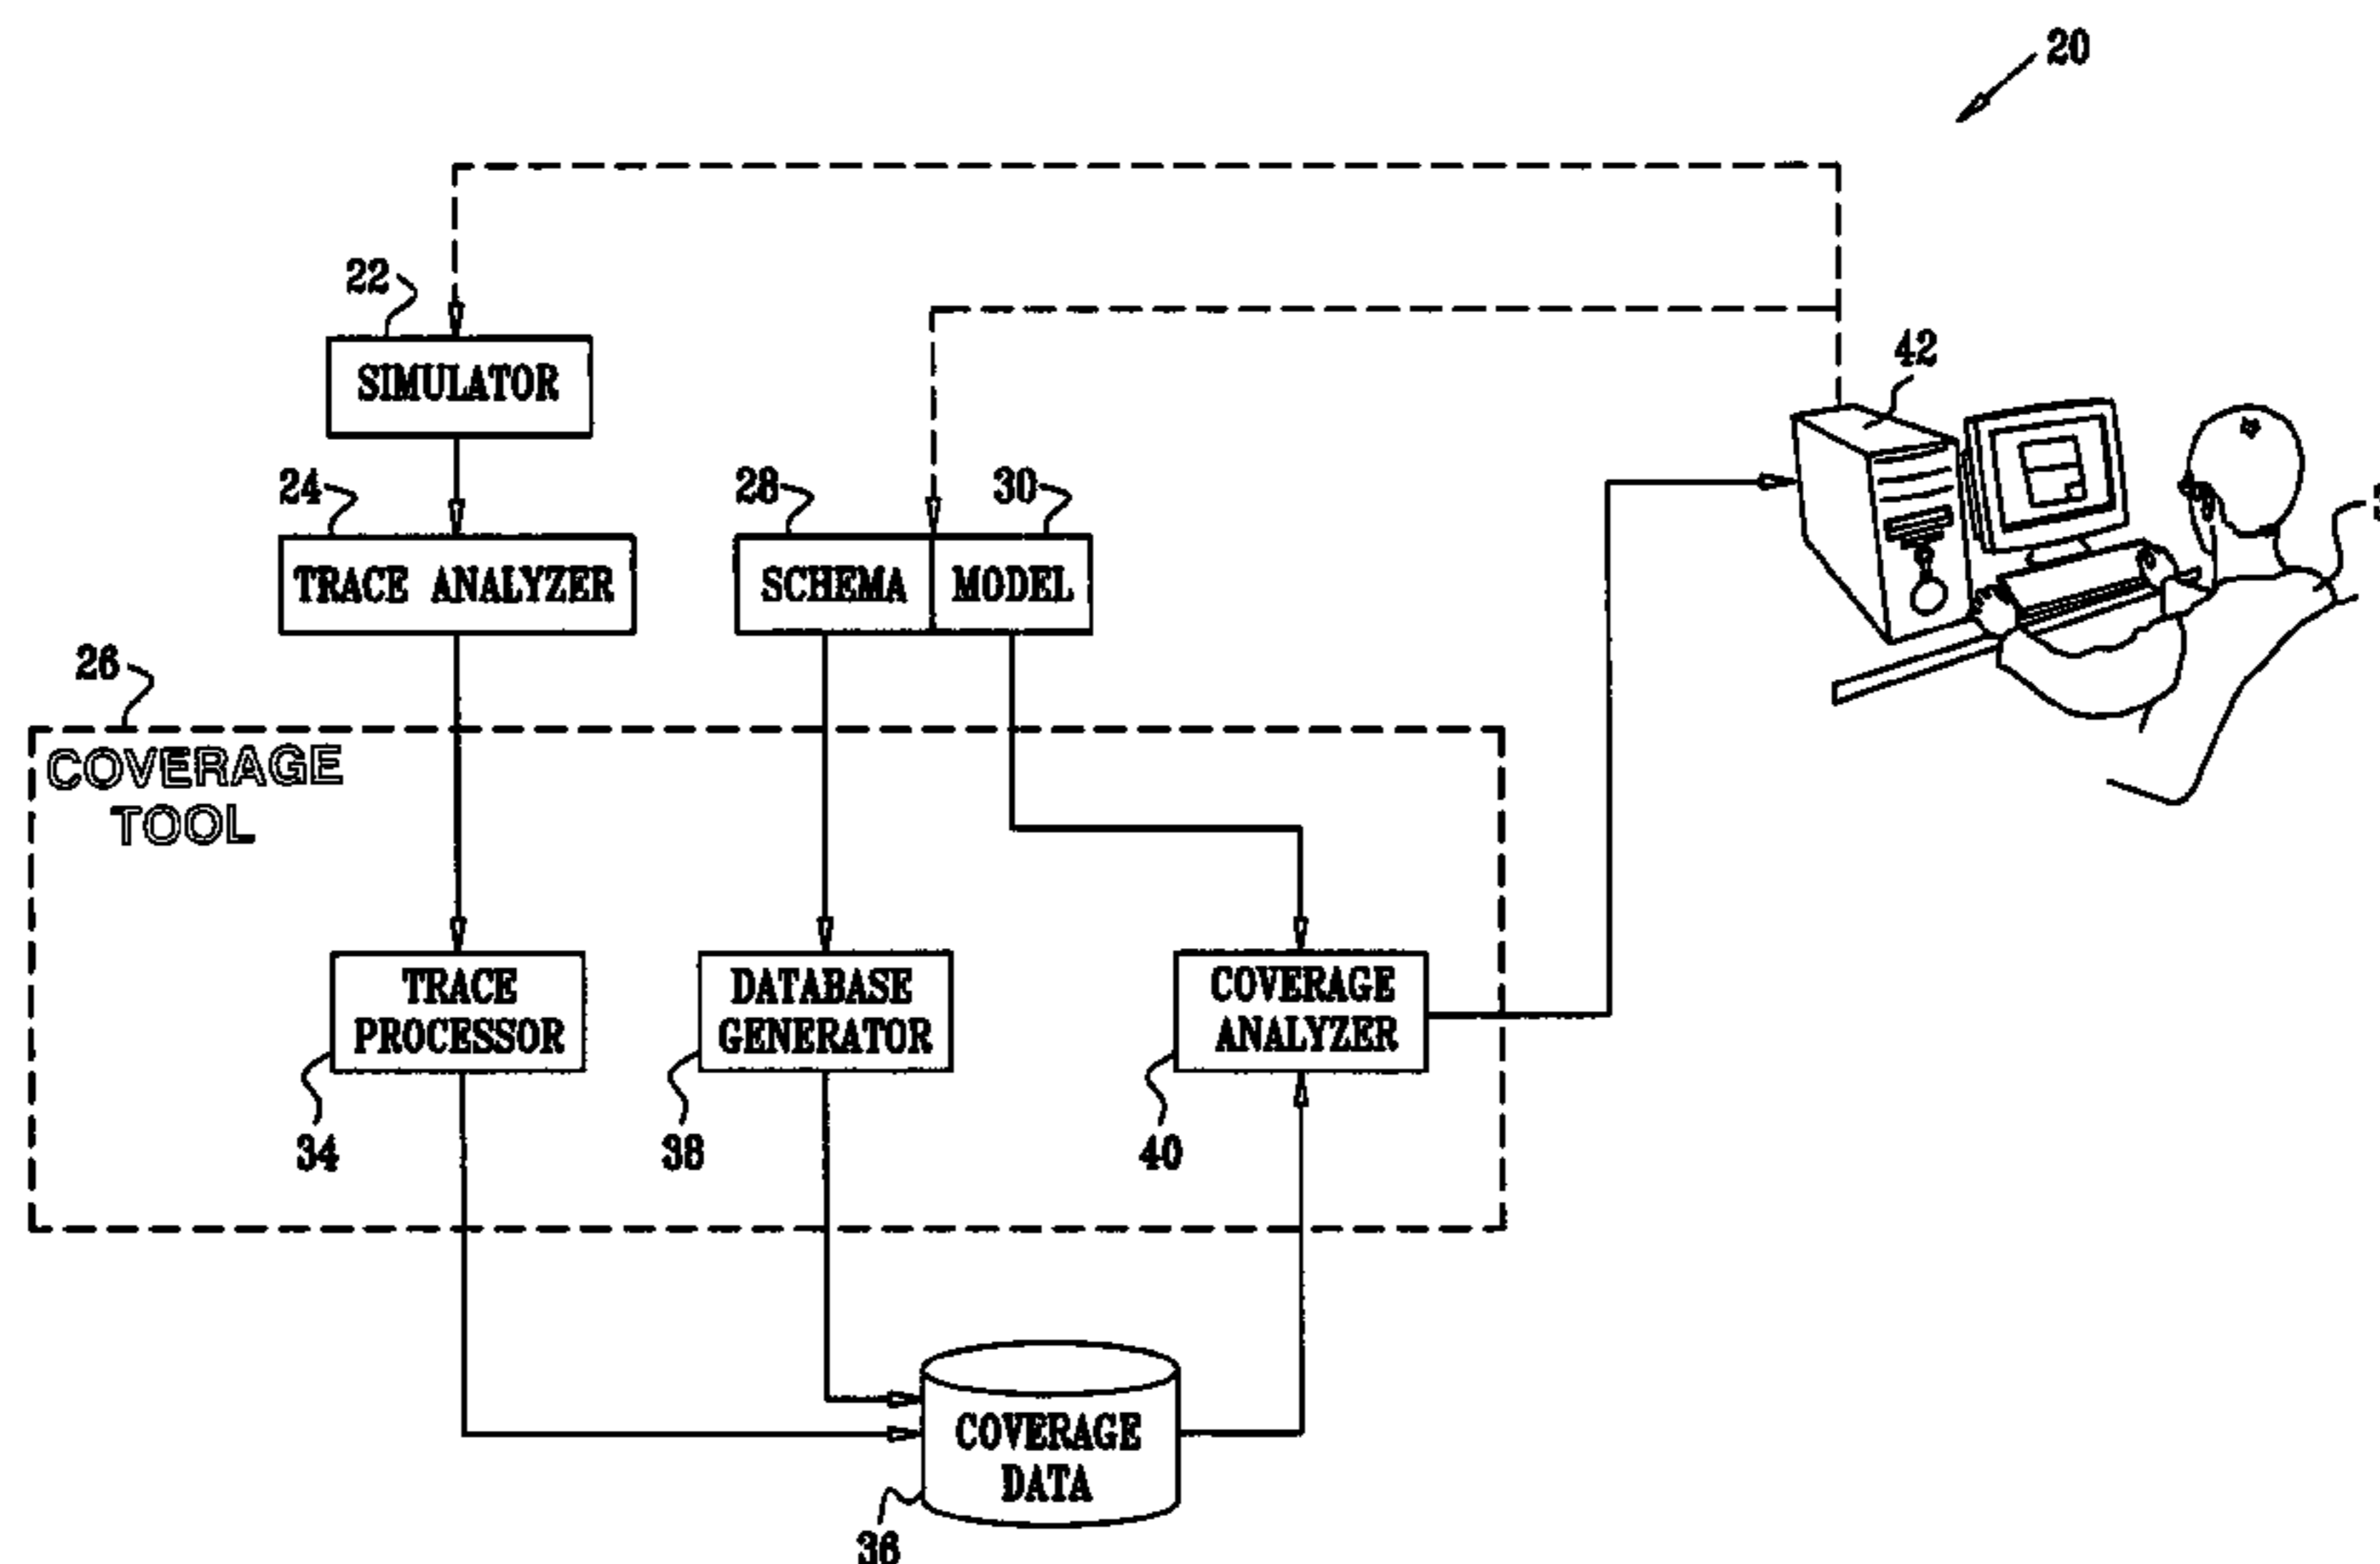 20
22
SIMULATOR
42
24
28
30
TRACE ANALYZER
SCHEMA
MODEL
26
COVERAGE
TOOL
TRACE
PROCESSOR
DATABASE
GENERATOR
COVERAGE
ANALYZER
34
38
40
COVERAGE
DATA
36